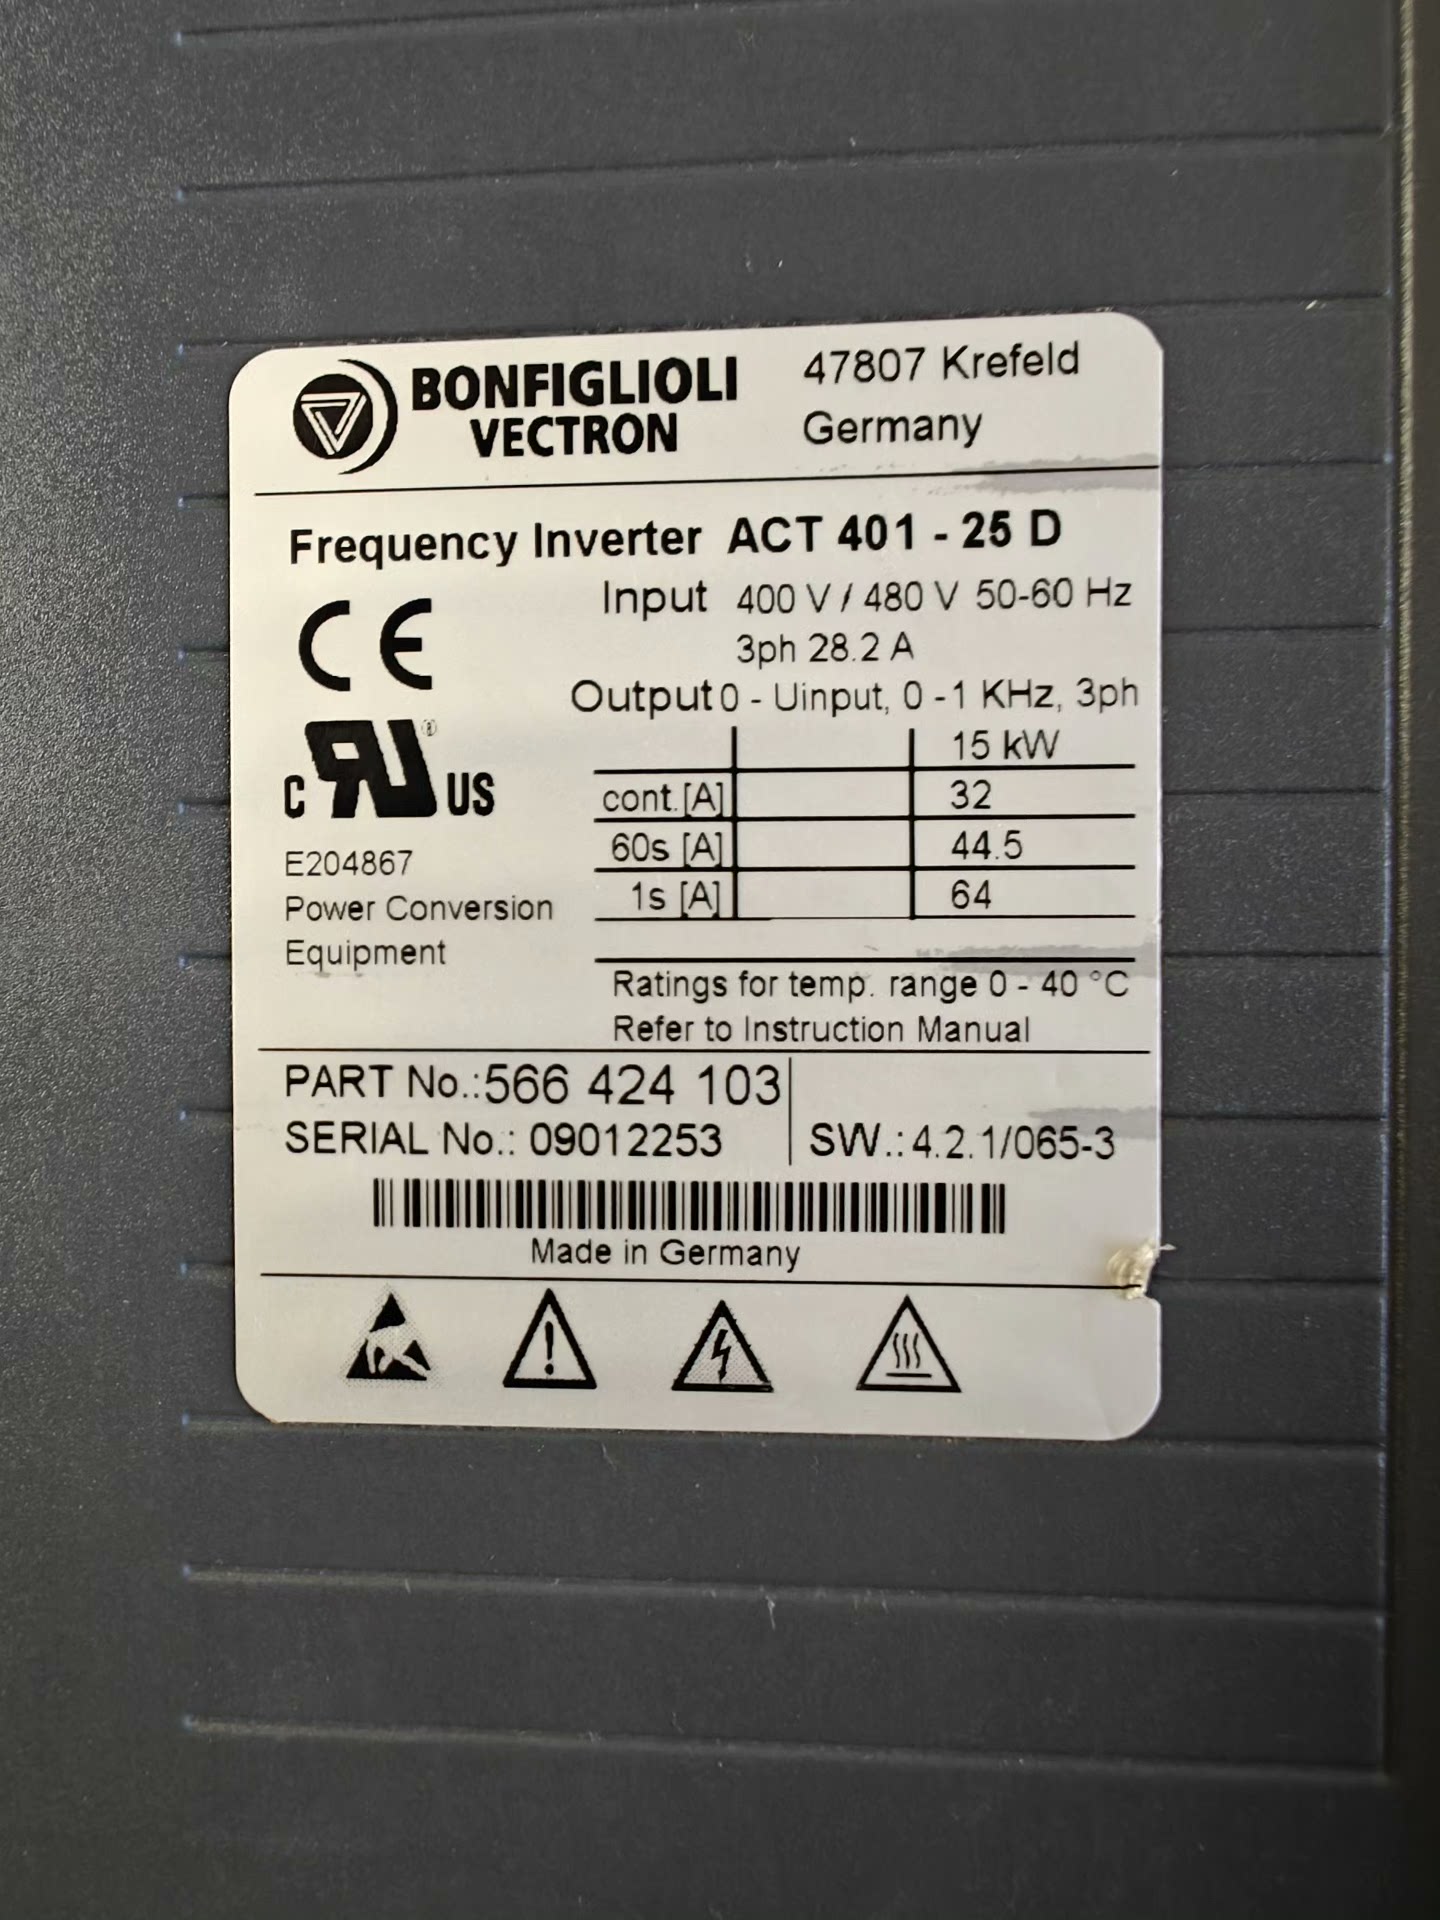 BONFIGLIOLI
VECTRON
47807 Krefeld
Germany
Frequency Inverter ACT 401 - 25 D
CE
Input 400 V / 480 V 50-60 Hz
3ph 28.2 A
Output 0 - Uinput, 0 - 1 KHz, 3ph
15 kW
cont. [A] 32
60s [A] 44.5
1s [A] 64
c RU ® US
E204867
Power Conversion
Equipment
Ratings for temp. range 0 - 40 °C
Refer to Instruction Manual
PART No.: 566 424 103
SERIAL No.: 09012253
SW.: 4.2.1/065-3
Made in Germany